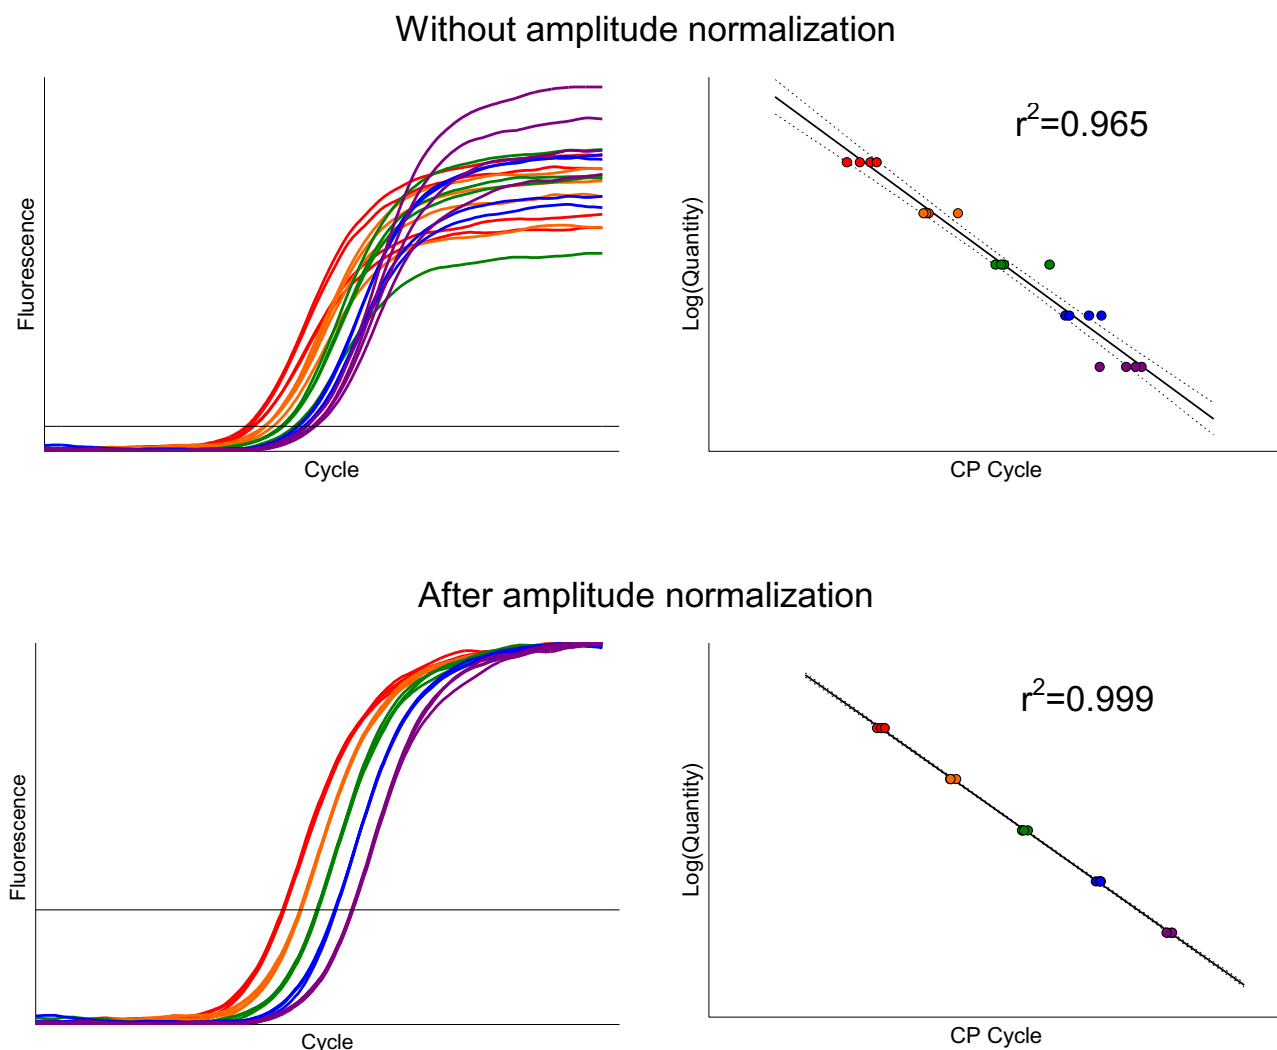 Without amplitude normalization
Fluorescence
Cycle
Log(Quantity)
r²=0.965
CP Cycle
After amplitude normalization
Fluorescence
Cycle
Log(Quantity)
r²=0.999
CP Cycle